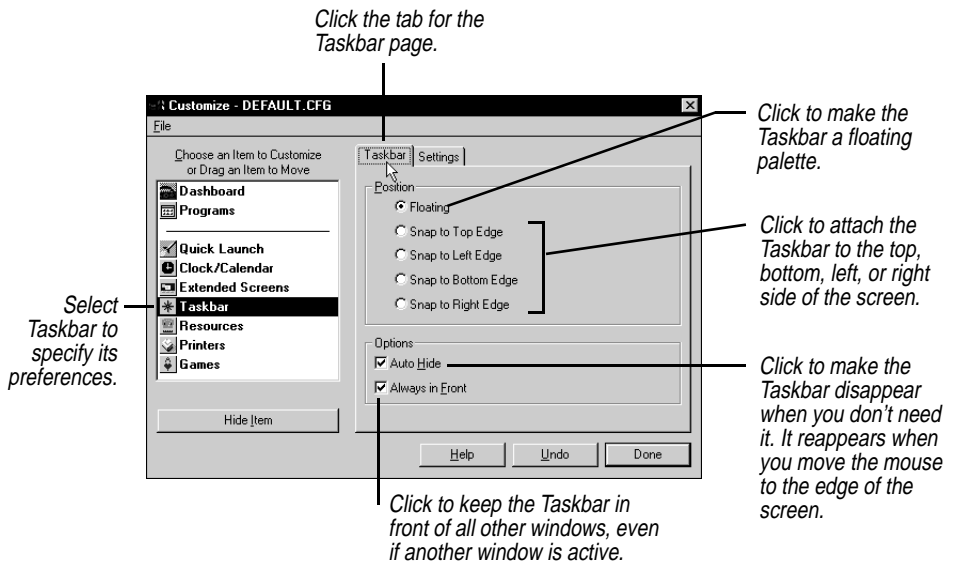 Click the tab for the
Taskbar page.
Customize - DEFAULT.CFG
File
Choose an Item to Customize
or Drag an Item to Move
Dashboard
Programs
Quick Launch
Clock/Calendar
Extended Screens
Taskbar
Resources
Printers
Games
Hide Item
Taskbar
Settings
Position
Floating
Snap to Top Edge
Snap to Left Edge
Snap to Bottom Edge
Snap to Right Edge
Options
Auto Hide
Always in Front
Help
Undo
Done
Select
Taskbar to
specify its
preferences.
Click to make the
Taskbar a floating
palette.
Click to attach the
Taskbar to the top,
bottom, left, or right
side of the screen.
Click to make the
Taskbar disappear
when you don't need
it. It reappears when
you move the mouse
to the edge of the
screen.
Click to keep the Taskbar in
front of all other windows, even
if another window is active.